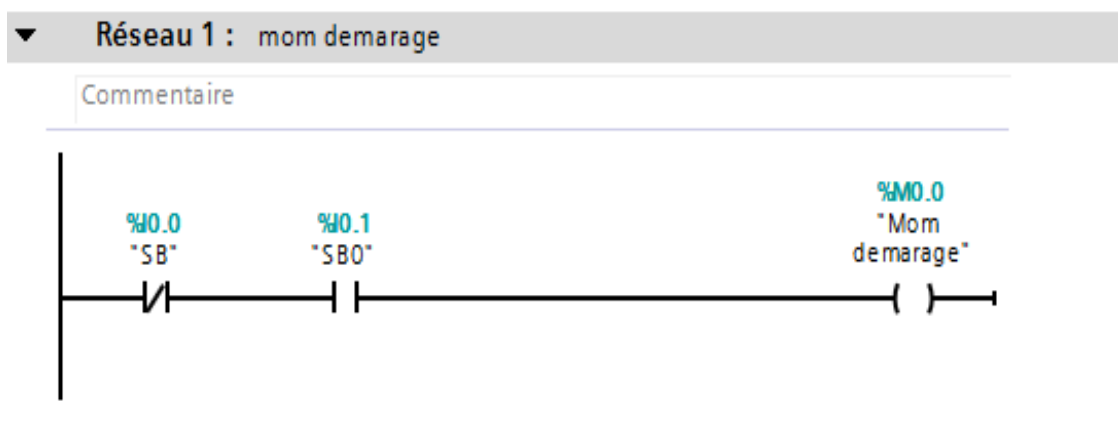 Réseau 1 : mom demarage
Commentaire
%M0.0
%I0.0 %I0.1 "Mom
"SB" "SB0" demarage"